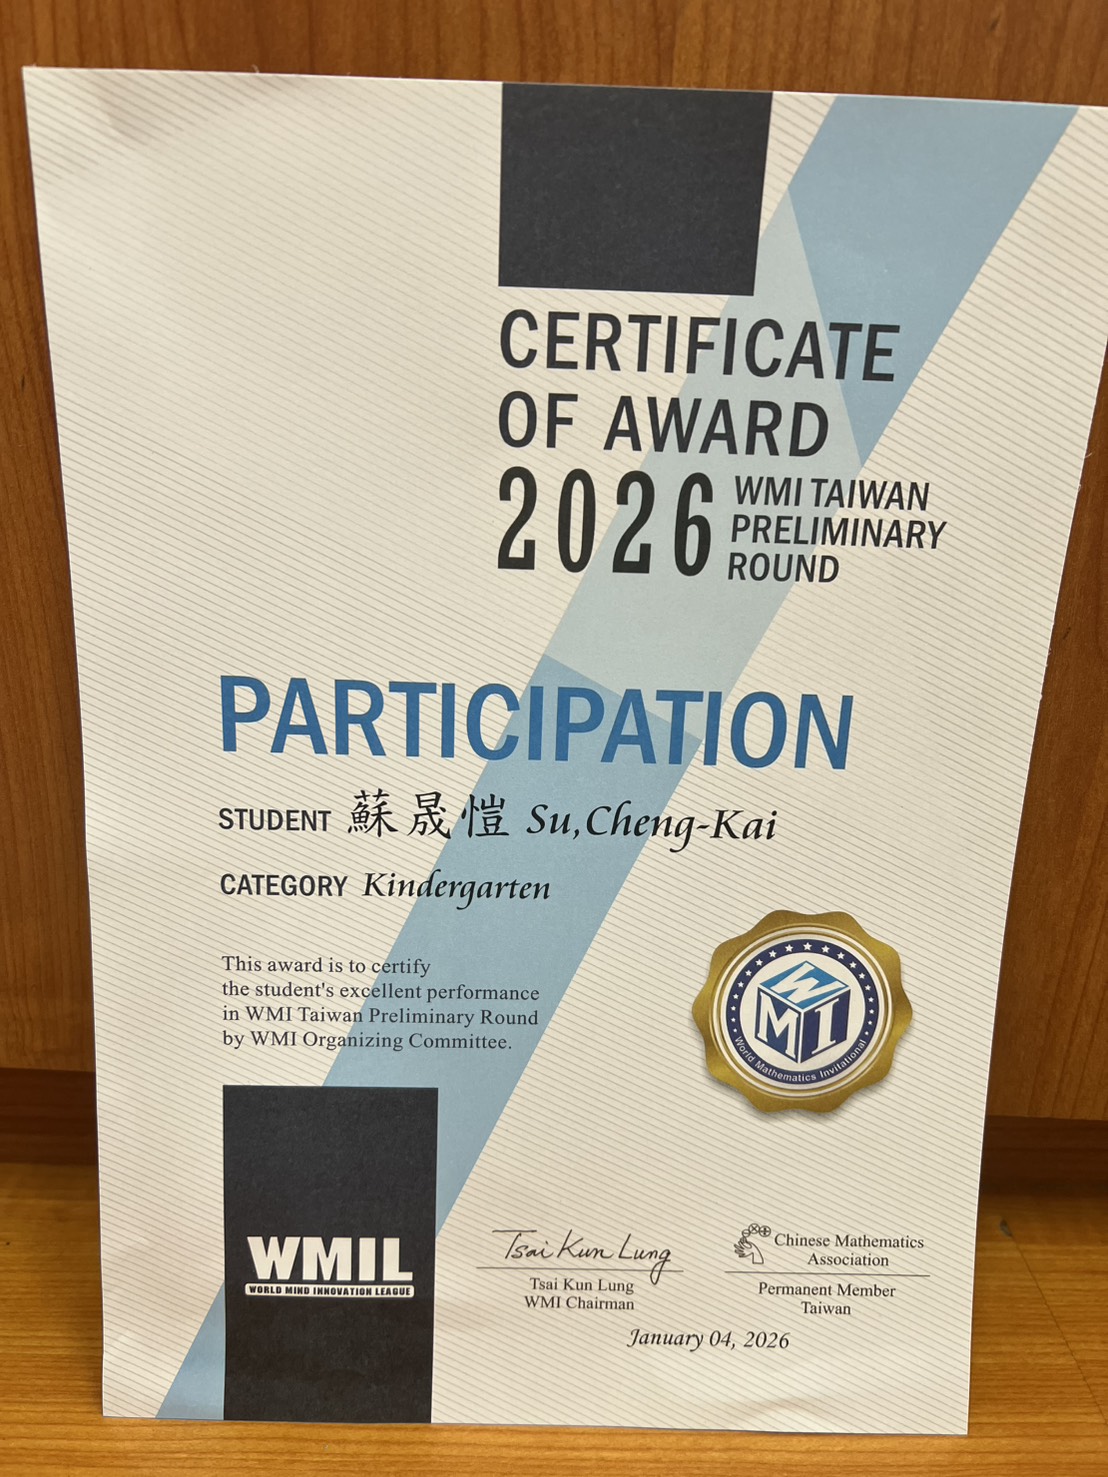 CERTIFICATE
OF AWARD
2026 WMI TAIWAN
PRELIMINARY
ROUND
PARTICIPATION
STUDENT 蘇晟愷 Su,Cheng-Kai
CATEGORY Kindergarten
This award is to certify
the student's excellent performance
in WMI Taiwan Preliminary Round
by WMI Organizing Committee.
WMI
World Mathematics Invitational
WMIL
WORLD MIND INNOVATION LEAGUE
Tsai Kun Lung
Tsai Kun Lung
WMI Chairman
Chinese Mathematics
Association
Permanent Member
Taiwan
January 04, 2026